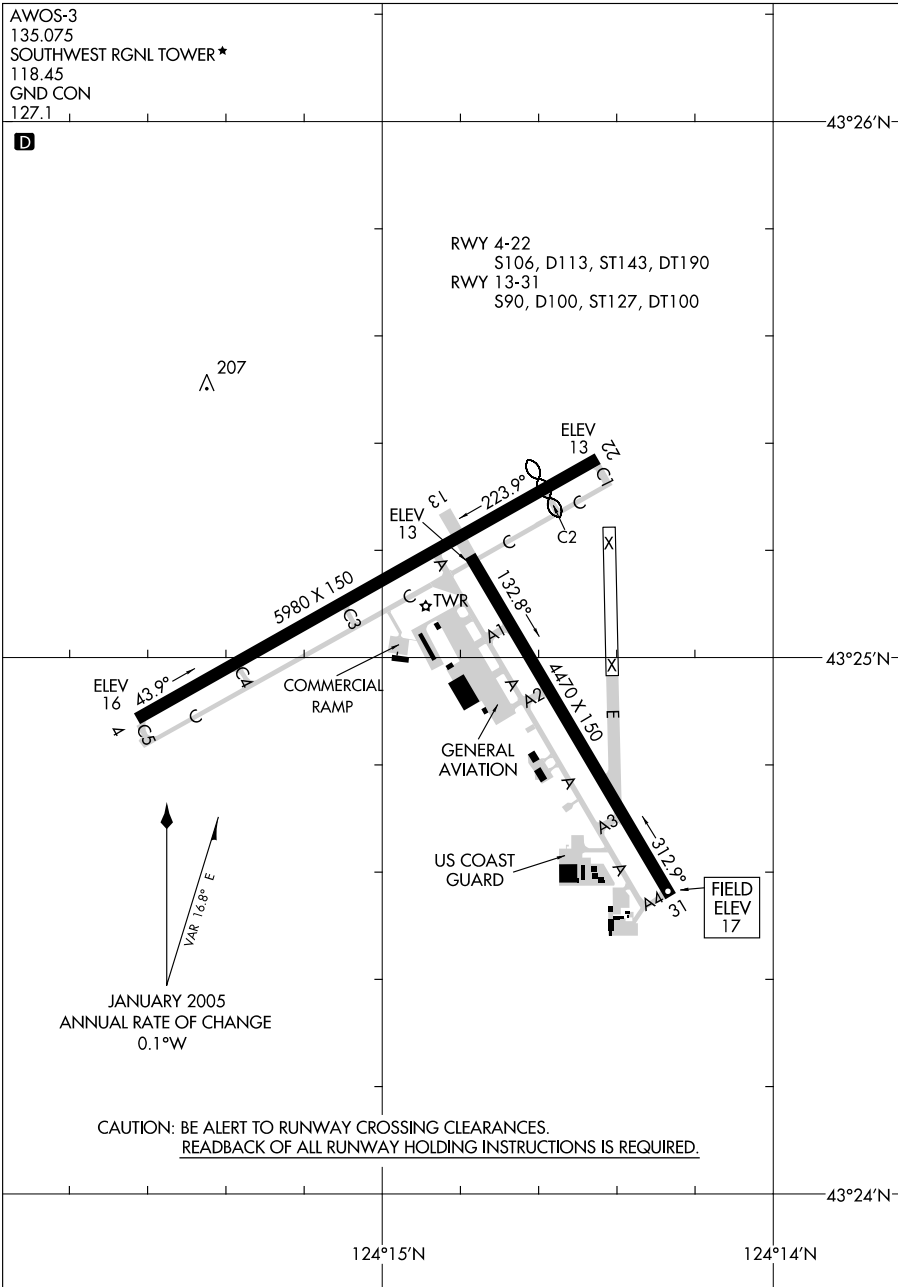 AWOS-3
135.075
SOUTHWEST RGNL TOWER★
118.45
GND CON
127.1
D
43°26'N
RWY 4-22
S106, D113, ST143, DT190
RWY 13-31
S90, D100, ST127, DT100
207
ELEV
13
22
C1
13
223.9°
ELEV
13
C
C2
X
C
A
132.8°
5980 X 150
C
TWR
C3
A1
X
43°25'N
C4
COMMERCIAL
RAMP
ELEV
16
43.9°
A
A2
4470 X 150
C
E
4
C5
GENERAL
AVIATION
A
A3
US COAST
GUARD
A
312.9°
A4
31
FIELD
ELEV
17
VAR 16.8° E
JANUARY 2005
ANNUAL RATE OF CHANGE
0.1°W
CAUTION: BE ALERT TO RUNWAY CROSSING CLEARANCES.
READBACK OF ALL RUNWAY HOLDING INSTRUCTIONS IS REQUIRED.
43°24'N
124°15'N
124°14'N